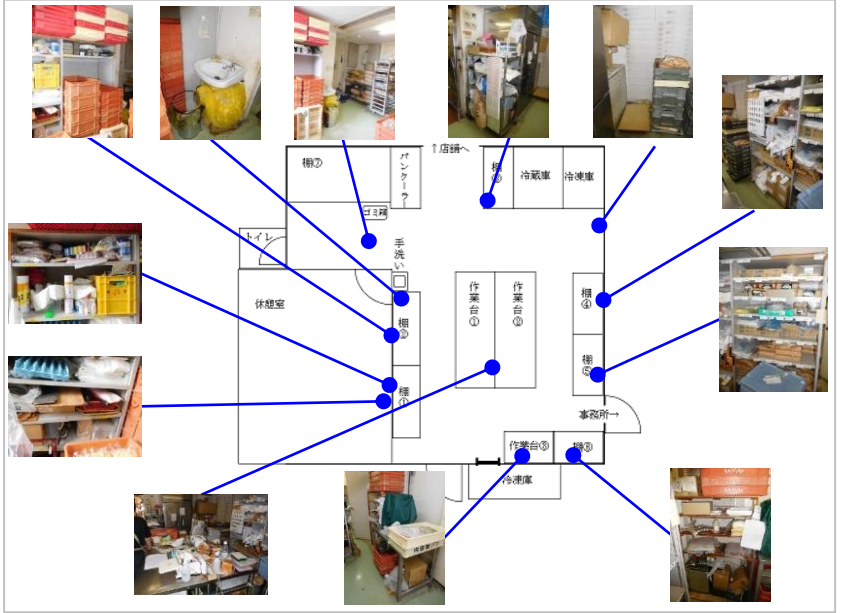 棚⑦
パンクーラー
↑店舗へ
冷蔵庫
冷凍庫
ゴミ箱
トイレ
手洗い
休憩室
棚②
棚①
作業台①
作業台②
棚④
棚⑤
事務所→
作業台③
棚⑥
冷凍庫